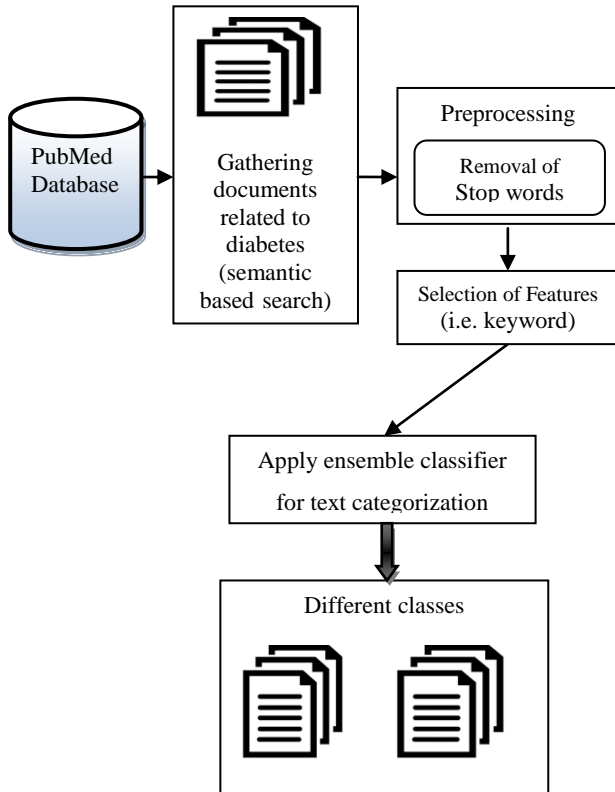 PubMed
Database
Gathering
documents
related to
diabetes
(semantic
based search)
Preprocessing
Removal of
Stop words
Selection of Features
(i.e. keyword)
Apply ensemble classifier
for text categorization
Different classes